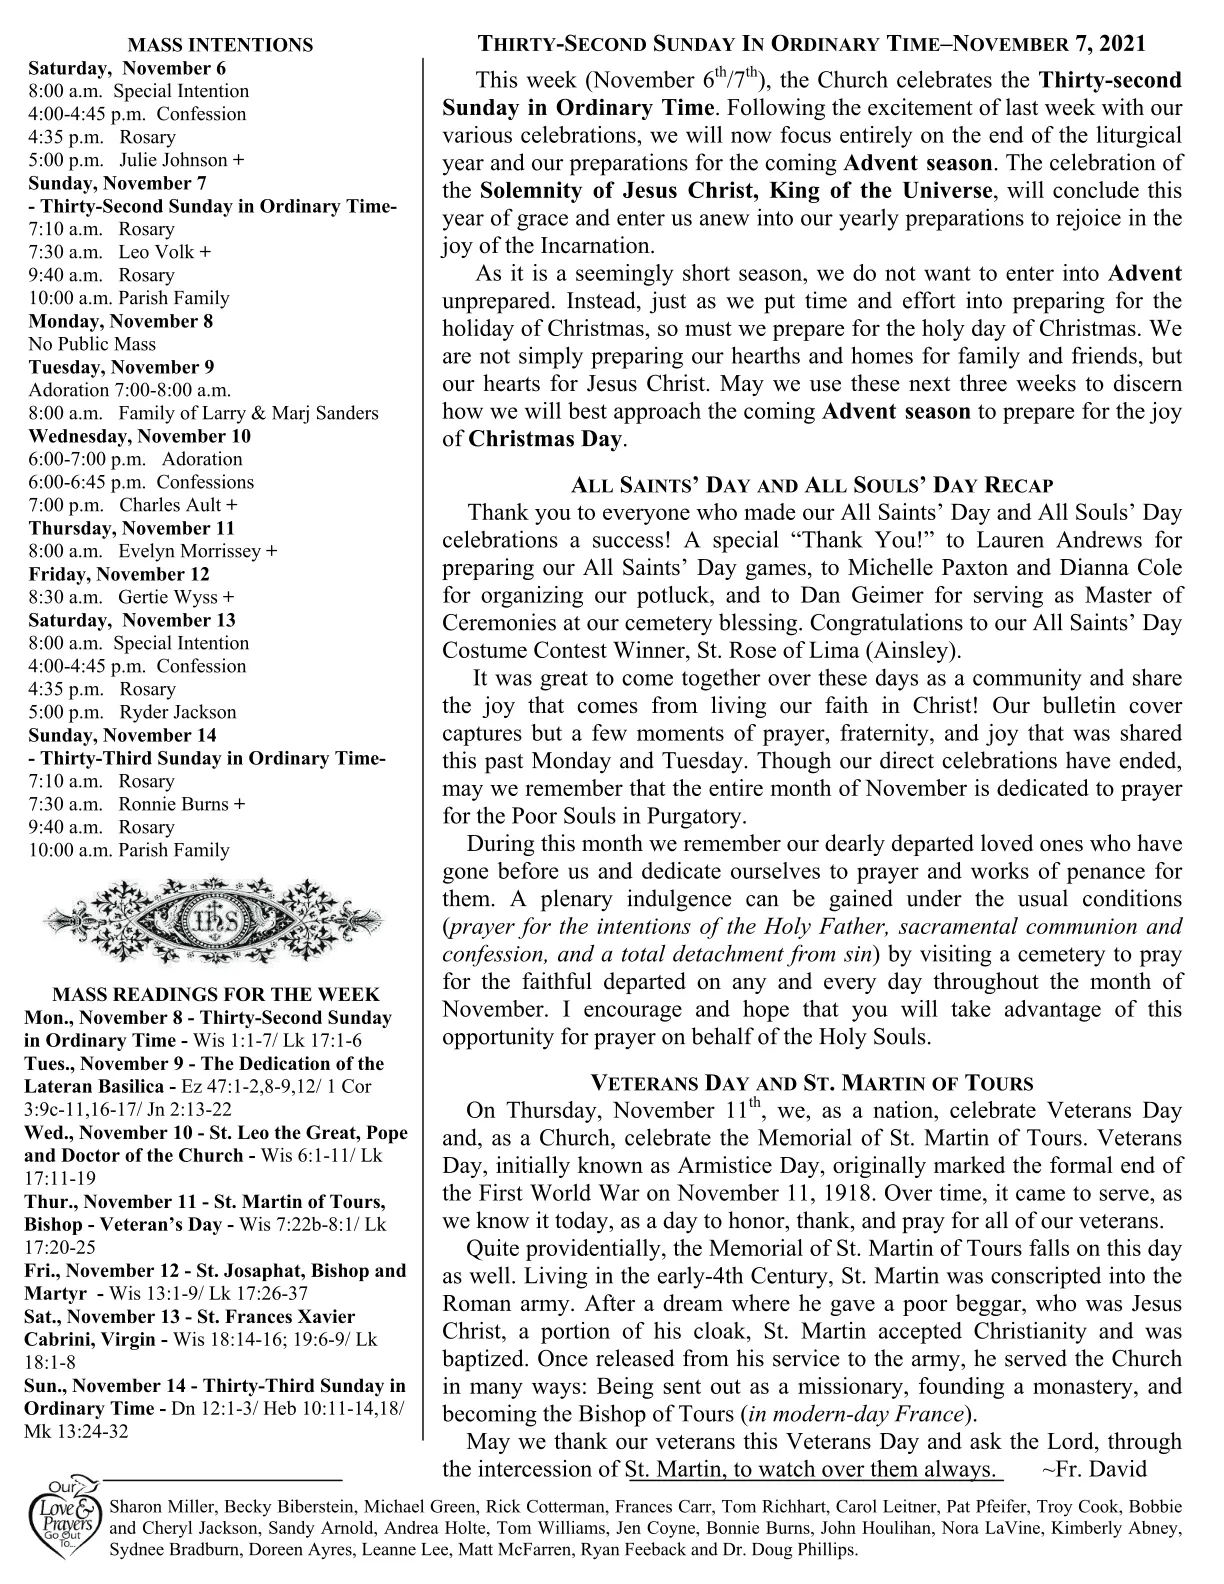 MASS INTENTIONS
Saturday,  November 6
8:00 a.m.  Special Intention
4:00-4:45 p.m.  Confession
4:35 p.m.   Rosary
5:00 p.m.   Julie Johnson +
Sunday, November 7
- Thirty-Second Sunday in Ordinary Time-
7:10 a.m.   Rosary
7:30 a.m.   Leo Volk +
9:40 a.m.   Rosary
10:00 a.m. Parish Family
Monday, November 8
No Public Mass
Tuesday, November 9
Adoration 7:00-8:00 a.m.
8:00 a.m.   Family of Larry & Marj Sanders
Wednesday, November 10
6:00-7:00 p.m.   Adoration
6:00-6:45 p.m.  Confessions
7:00 p.m.   Charles Ault +
Thursday, November 11
8:00 a.m.   Evelyn Morrissey +
Friday, November 12
8:30 a.m.   Gertie Wyss +
Saturday,  November 13
8:00 a.m.  Special Intention
4:00-4:45 p.m.  Confession
4:35 p.m.   Rosary
5:00 p.m.   Ryder Jackson
Sunday, November 14
- Thirty-Third Sunday in Ordinary Time-
7:10 a.m.   Rosary
7:30 a.m.   Ronnie Burns +
9:40 a.m.   Rosary
10:00 a.m. Parish Family
IHS
MASS READINGS FOR THE WEEK
Mon., November 8 - Thirty-Second Sunday
in Ordinary Time - Wis 1:1-7/ Lk 17:1-6
Tues., November 9 - The Dedication of the
Lateran Basilica - Ez 47:1-2,8-9,12/ 1 Cor
3:9c-11,16-17/ Jn 2:13-22
Wed., November 10 - St. Leo the Great, Pope
and Doctor of the Church - Wis 6:1-11/ Lk
17:11-19
Thur., November 11 - St. Martin of Tours,
Bishop - Veteran's Day - Wis 7:22b-8:1/ Lk
17:20-25
Fri., November 12 - St. Josaphat, Bishop and
Martyr  - Wis 13:1-9/ Lk 17:26-37
Sat., November 13 - St. Frances Xavier
Cabrini, Virgin - Wis 18:14-16; 19:6-9/ Lk
18:1-8
Sun., November 14 - Thirty-Third Sunday in
Ordinary Time - Dn 12:1-3/ Heb 10:11-14,18/
Mk 13:24-32
THIRTY-SECOND SUNDAY IN ORDINARY TIME–NOVEMBER 7, 2021
This week (November 6th/7th), the Church celebrates the Thirty-second
Sunday in Ordinary Time. Following the excitement of last week with our
various celebrations, we will now focus entirely on the end of the liturgical
year and our preparations for the coming Advent season. The celebration of
the Solemnity of Jesus Christ, King of the Universe, will conclude this
year of grace and enter us anew into our yearly preparations to rejoice in the
joy of the Incarnation.
As it is a seemingly short season, we do not want to enter into Advent
unprepared. Instead, just as we put time and effort into preparing for the
holiday of Christmas, so must we prepare for the holy day of Christmas. We
are not simply preparing our hearths and homes for family and friends, but
our hearts for Jesus Christ. May we use these next three weeks to discern
how we will best approach the coming Advent season to prepare for the joy
of Christmas Day.
ALL SAINTS' DAY AND ALL SOULS' DAY RECAP
Thank you to everyone who made our All Saints' Day and All Souls' Day
celebrations a success! A special "Thank You!" to Lauren Andrews for
preparing our All Saints' Day games, to Michelle Paxton and Dianna Cole
for organizing our potluck, and to Dan Geimer for serving as Master of
Ceremonies at our cemetery blessing. Congratulations to our All Saints' Day
Costume Contest Winner, St. Rose of Lima (Ainsley).
It was great to come together over these days as a community and share
the joy that comes from living our faith in Christ! Our bulletin cover
captures but a few moments of prayer, fraternity, and joy that was shared
this past Monday and Tuesday. Though our direct celebrations have ended,
may we remember that the entire month of November is dedicated to prayer
for the Poor Souls in Purgatory.
During this month we remember our dearly departed loved ones who have
gone before us and dedicate ourselves to prayer and works of penance for
them. A plenary indulgence can be gained under the usual conditions
(prayer for the intentions of the Holy Father, sacramental communion and
confession, and a total detachment from sin) by visiting a cemetery to pray
for the faithful departed on any and every day throughout the month of
November. I encourage and hope that you will take advantage of this
opportunity for prayer on behalf of the Holy Souls.
VETERANS DAY AND ST. MARTIN OF TOURS
On Thursday, November 11th, we, as a nation, celebrate Veterans Day
and, as a Church, celebrate the Memorial of St. Martin of Tours. Veterans
Day, initially known as Armistice Day, originally marked the formal end of
the First World War on November 11, 1918. Over time, it came to serve, as
we know it today, as a day to honor, thank, and pray for all of our veterans.
Quite providentially, the Memorial of St. Martin of Tours falls on this day
as well. Living in the early-4th Century, St. Martin was conscripted into the
Roman army. After a dream where he gave a poor beggar, who was Jesus
Christ, a portion of his cloak, St. Martin accepted Christianity and was
baptized. Once released from his service to the army, he served the Church
in many ways: Being sent out as a missionary, founding a monastery, and
becoming the Bishop of Tours (in modern-day France).
May we thank our veterans this Veterans Day and ask the Lord, through
the intercession of St. Martin, to watch over them always.      ~Fr. David
Our
Love &
Prayers
Go Out
To...
Sharon Miller, Becky Biberstein, Michael Green, Rick Cotterman, Frances Carr, Tom Richhart, Carol Leitner, Pat Pfeifer, Troy Cook, Bobbie
and Cheryl Jackson, Sandy Arnold, Andrea Holte, Tom Williams, Jen Coyne, Bonnie Burns, John Houlihan, Nora LaVine, Kimberly Abney,
Sydnee Bradburn, Doreen Ayres, Leanne Lee, Matt McFarren, Ryan Feeback and Dr. Doug Phillips.